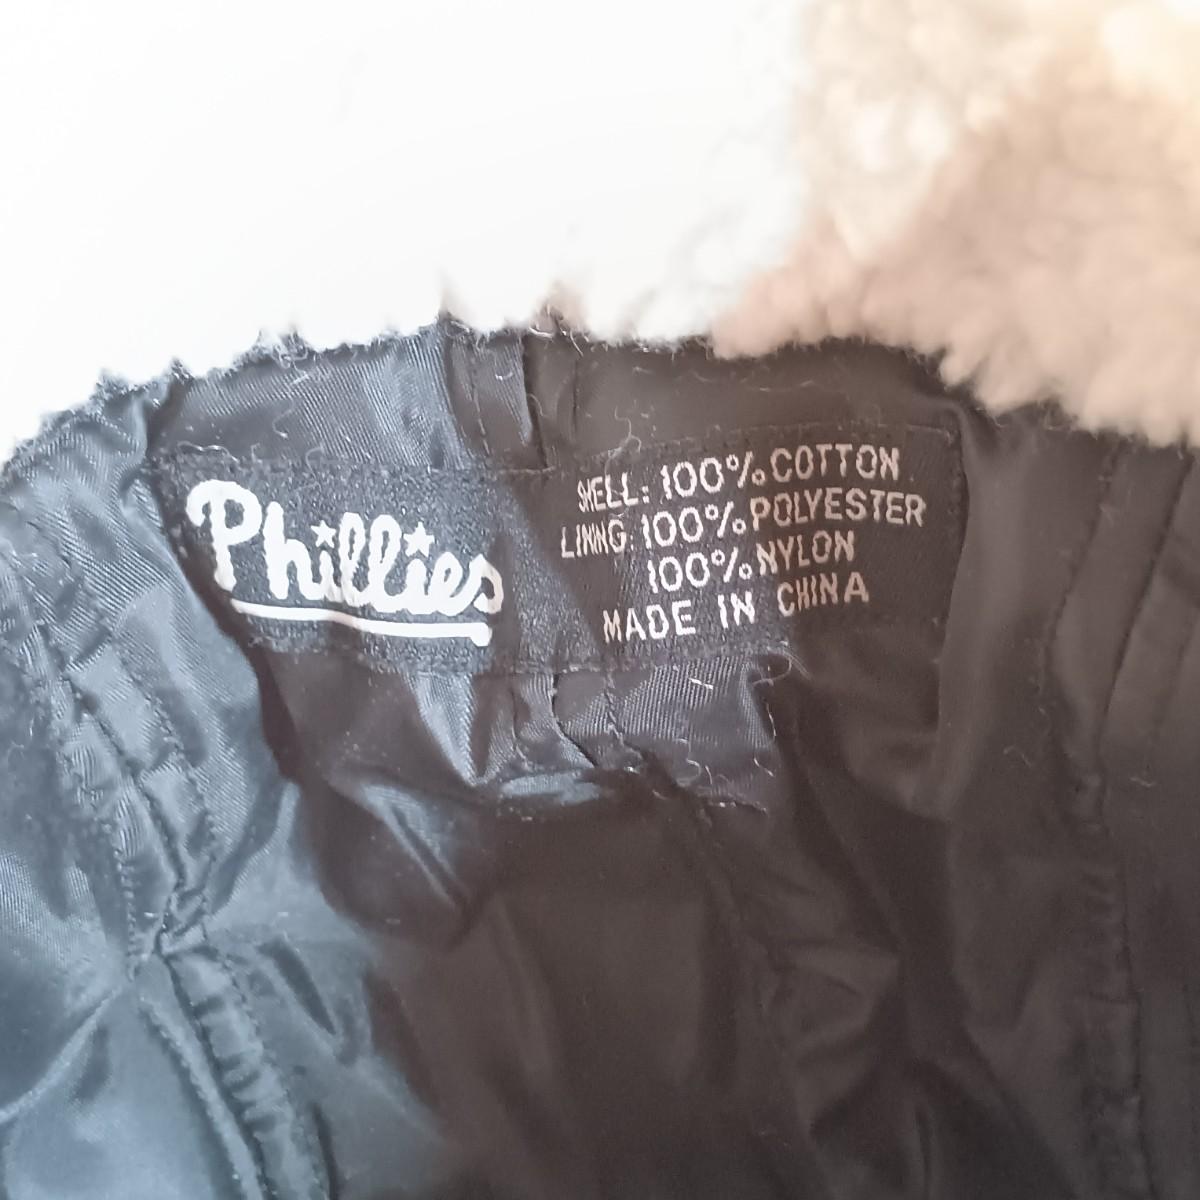 Phillies
SHELL: 100% COTTON
LINING: 100% POLYESTER
100% NYLON
MADE IN CHINA